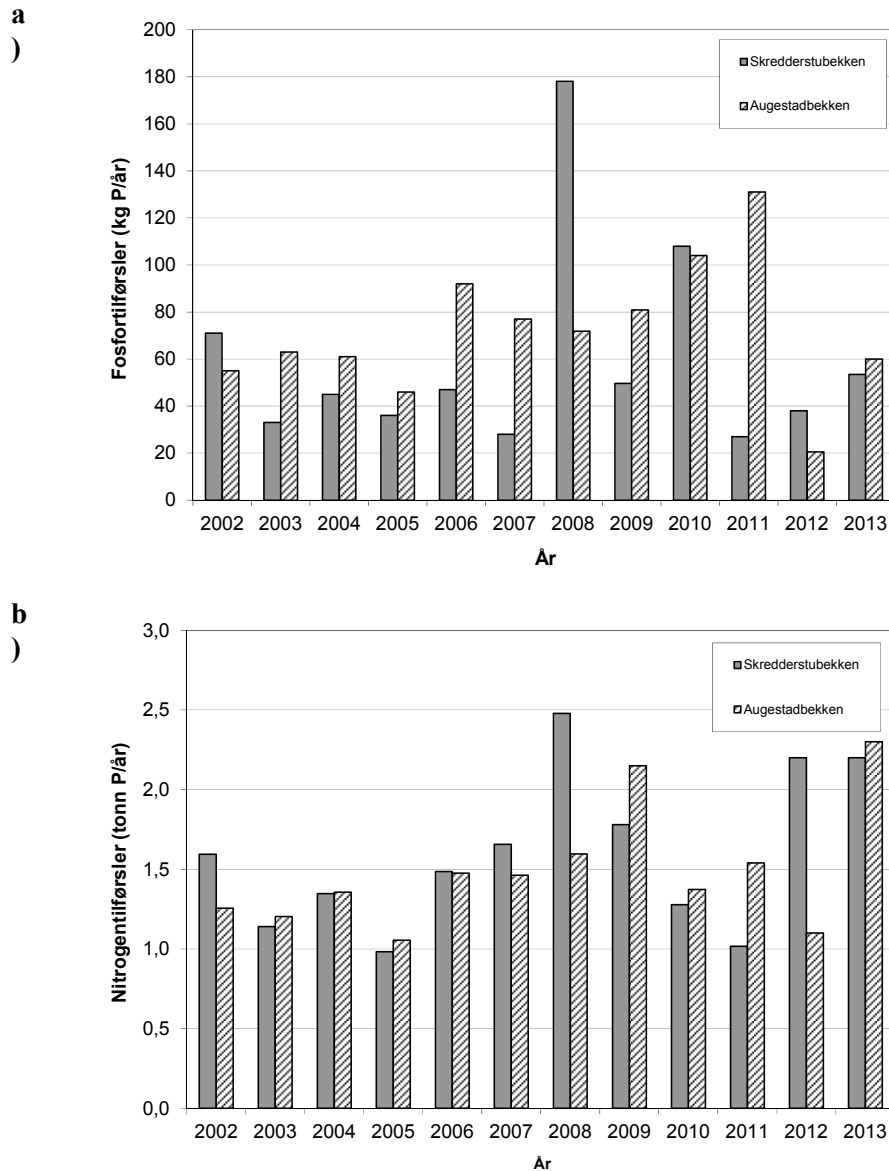 a
)
200
180
160
140
120
100
80
60
40
20
0
Fosfortilførsler (kg P/år)
Skredderstubekken
Augestadbekken
2002 2003 2004 2005 2006 2007 2008 2009 2010 2011 2012 2013
År
b
)
3,0
2,5
2,0
1,5
1,0
0,5
0,0
Nitrogentilførsler (tonn P/år)
Skredderstubekken
Augestadbekken
2002 2003 2004 2005 2006 2007 2008 2009 2010 2011 2012 2013
År